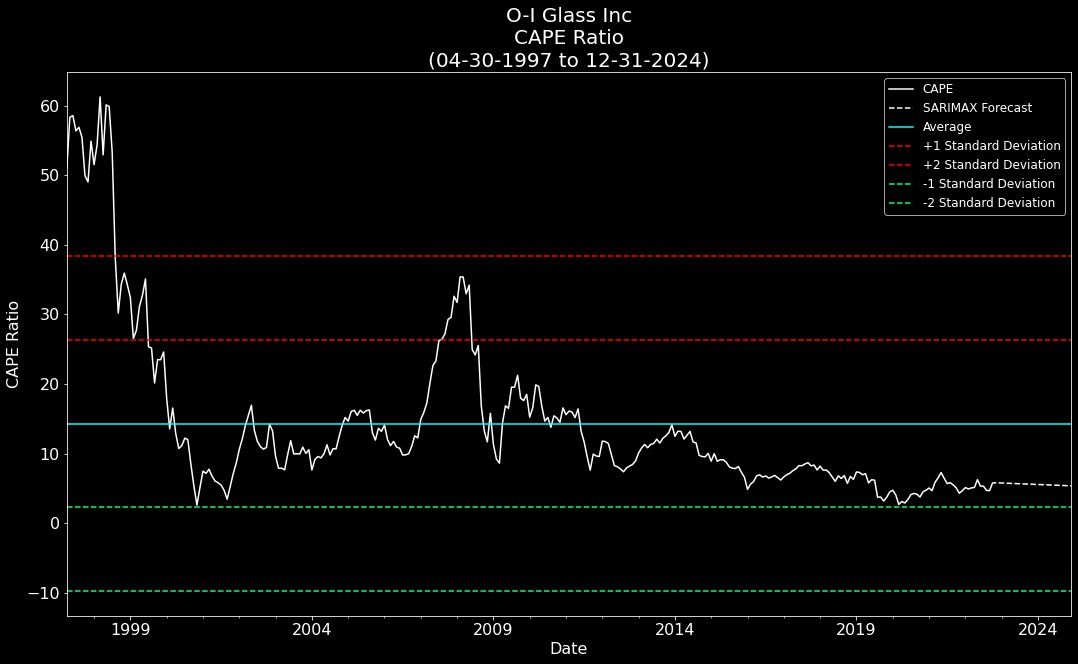 O-I Glass Inc
CAPE Ratio
(04-30-1997 to 12-31-2024)
CAPE
SARIMAX Forecast
Average
+1 Standard Deviation
+2 Standard Deviation
-1 Standard Deviation
-2 Standard Deviation
CAPE Ratio
60
50
40
30
20
10
0
−10
1999 2004 2009 2014 2019 2024
Date